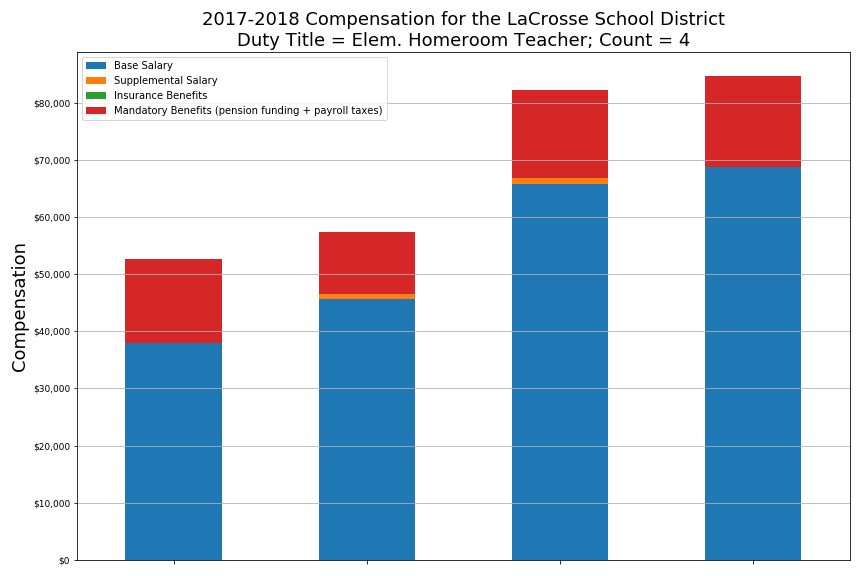 2017-2018 Compensation for the LaCrosse School District
Duty Title = Elem. Homeroom Teacher; Count = 4
Base Salary
Supplemental Salary
Insurance Benefits
Mandatory Benefits (pension funding + payroll taxes)
Compensation
$80,000
$70,000
$60,000
$50,000
$40,000
$30,000
$20,000
$10,000
$0